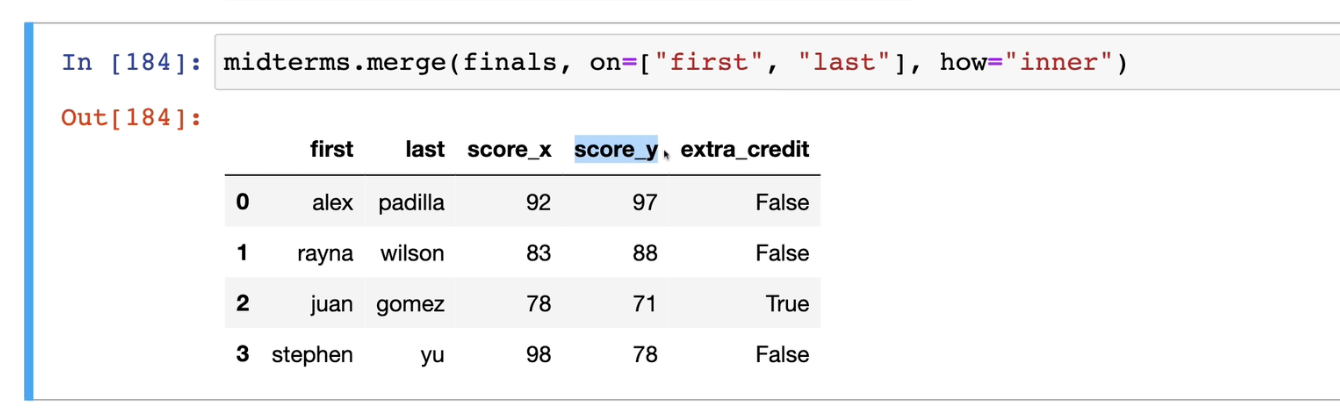 In [184]: midterms.merge(finals, on=["first", "last"], how="inner")
Out[184]:
first last score_x score_y extra_credit
0 alex padilla 92 97 False
1 rayna wilson 83 88 False
2 juan gomez 78 71 True
3 stephen yu 98 78 False